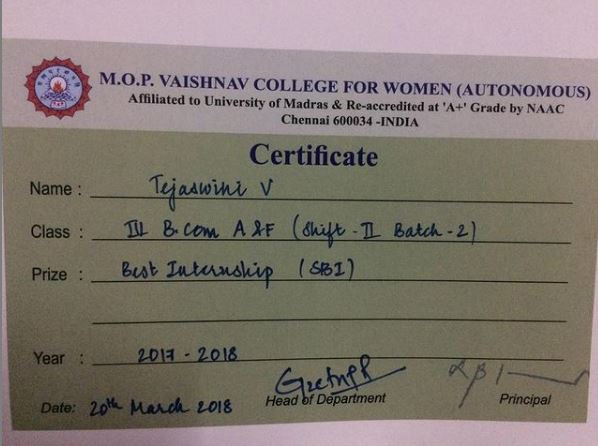 M.O.P. VAISHNAV COLLEGE FOR WOMEN (AUTONOMOUS)
Affiliated to University of Madras & Re-accredited at 'A+' Grade by NAAC
Chennai 600034 -INDIA
Certificate
Name : Tejaswini V
Class : III B.Com A&F (Shift - II Batch - 2)
Prize : Best Internship (SBI)
Year : 2017 - 2018
Date: 20th March 2018 Head of Department Principal